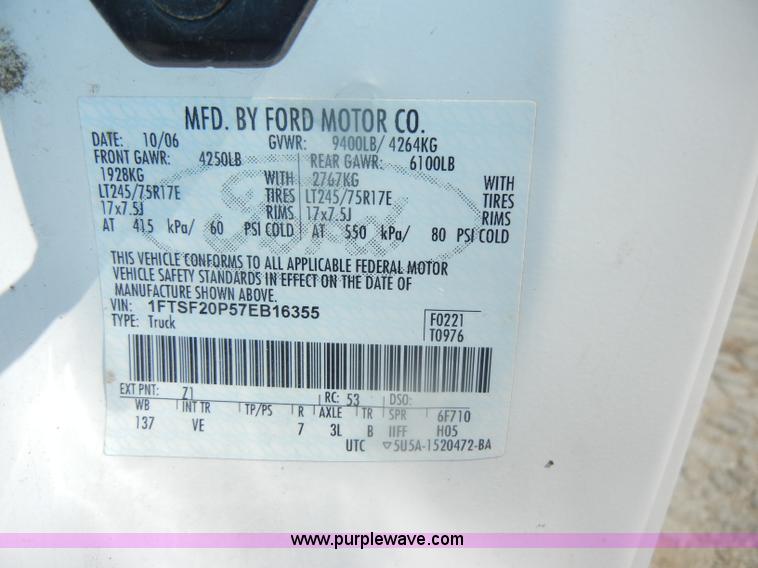 MFD. BY FORD MOTOR CO.
DATE: 10/06 GVWR: 9400LB/ 4264KG
FRONT GAWR: 4250LB REAR GAWR: 6100LB
1928KG WITH 2767KG WITH
LT245/75R17E TIRES LT245/75R17E TIRES
17x7.5J RIMS 17x7.5J RIMS
AT 415 kPa/ 60 PSI COLD AT 550 kPa/ 80 PSI COLD
THIS VEHICLE CONFORMS TO ALL APPLICABLE FEDERAL MOTOR
VEHICLE SAFETY STANDARDS IN EFFECT ON THE DATE OF
MANUFACTURE SHOWN ABOVE.
VIN: 1FTSF20P57EB16355
TYPE: Truck
F0221
T0976
EXT PNT: Z1 RC: 53 DSO:
WB INT TR TP/PS R AXLE TR SPR 6F710
137 VE 7 3L B IIFF H05
UTC ▽5U5A-1520472-BA
www.purplewave.com